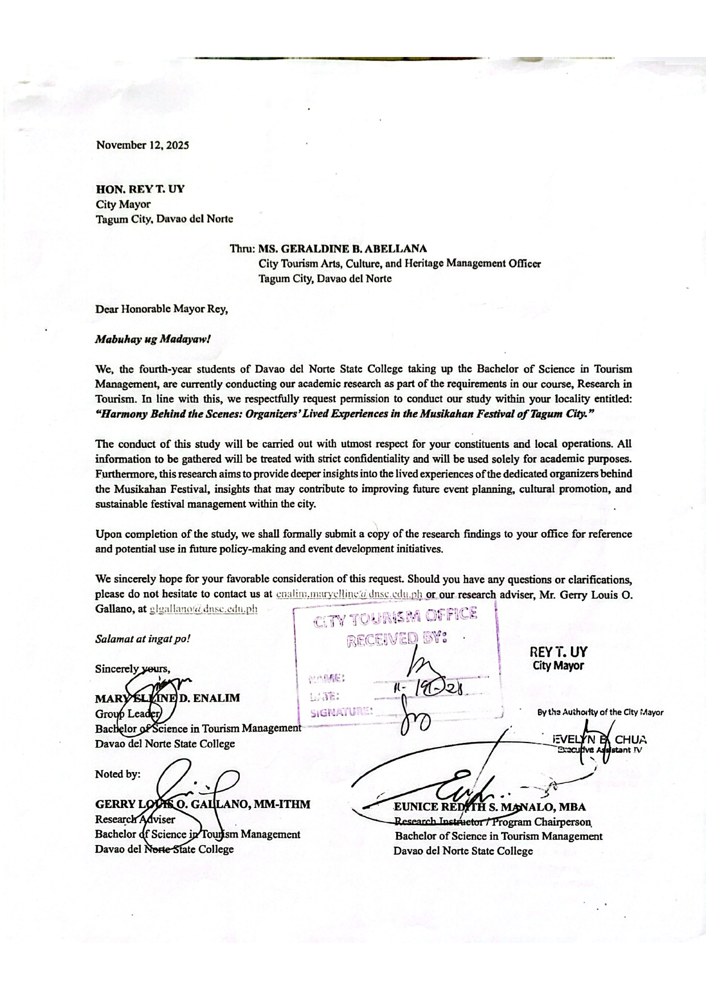 November 12, 2025
HON. REY T. UY
City Mayor
Tagum City, Davao del Norte
Thru: MS. GERALDINE B. ABELLANA
City Tourism Arts, Culture, and Heritage Management Officer
Tagum City, Davao del Norte
Dear Honorable Mayor Rey,
Mabuhay ug Madayaw!
We, the fourth-year students of Davao del Norte State College taking up the Bachelor of Science in Tourism
Management, are currently conducting our academic research as part of the requirements in our course, Research in
Tourism. In line with this, we respectfully request permission to conduct our study within your locality entitled:
“Harmony Behind the Scenes: Organizers’ Lived Experiences in the Musikahan Festival of Tagum City.”
The conduct of this study will be carried out with utmost respect for your constituents and local operations. All
information to be gathered will be treated with strict confidentiality and will be used solely for academic purposes.
Furthermore, this research aims to provide deeper insights into the lived experiences of the dedicated organizers behind
the Musikahan Festival, insights that may contribute to improving future event planning, cultural promotion, and
sustainable festival management within the city.
Upon completion of the study, we shall formally submit a copy of the research findings to your office for reference
and potential use in future policy-making and event development initiatives.
We sincerely hope for your favorable consideration of this request. Should you have any questions or clarifications,
please do not hesitate to contact us at enalim.maryelline@dnsc.edu.ph or our research adviser, Mr. Gerry Louis O.
Gallano, at glgallano@dnsc.edu.ph
CITY TOURISM OFFICE
RECEIVED BY:
NAME:
DATE:
SIGNATURE:
Salamat at ingat po!
REY T. UY
City Mayor
Sincerely yours,
MARY ELLINE D. ENALIM
Group Leader
Bachelor of Science in Tourism Management
Davao del Norte State College
By the Authority of the City Mayor
EVELYN B. CHUA
Executive Assistant IV
Noted by:
GERRY LOUIS O. GALLANO, MM-ITHM
Research Adviser
Bachelor of Science in Tourism Management
Davao del Norte State College
EUNICE REDITH S. MANALO, MBA
Research Instructor / Program Chairperson
Bachelor of Science in Tourism Management
Davao del Norte State College